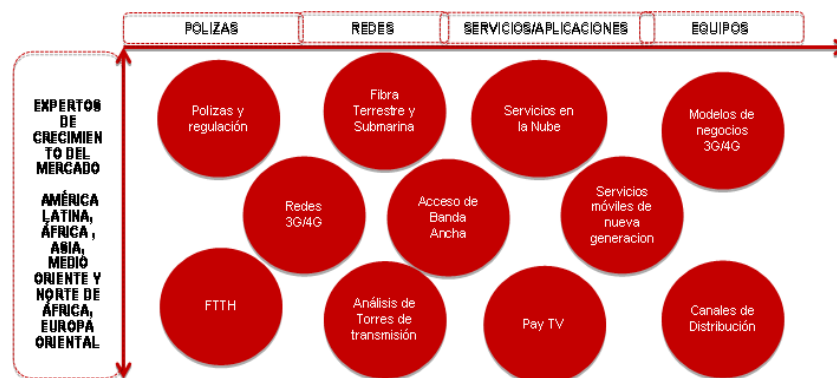 POLIZAS
REDES
SERVICIOS/APLICACIONES
EQUIPOS
EXPERTOS
DE
CRECIMIEN
TO DEL
MERCADO
AMÉRICA
LATINA,
ÁFRICA ,
ASIA,
MEDIO
ORIENTE Y
NORTE DE
ÁFRICA,
EUROPA
ORIENTAL
Polizas y
regulación
Fibra
Terrestre y
Submarina
Servicios en
la Nube
Modelos de
negocios
3G/4G
Redes
3G/4G
Acceso de
Banda
Ancha
Servicios
móviles de
nueva
generacion
FTTH
Análisis de
Torres de
transmisión
Pay TV
Canales de
Distribución